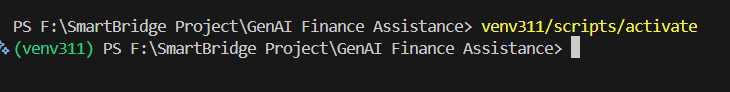 PS F:\SmartBridge Project\GenAI Finance Assistance> venv311/scripts/activate
(venv311) PS F:\SmartBridge Project\GenAI Finance Assistance>